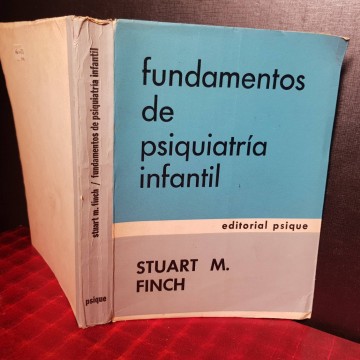 fundamentos
de
psiquiatría
infantil
editorial psique
STUART M.
FINCH
stuart m. finch / fundamentos de psiquiatría infantil
psique